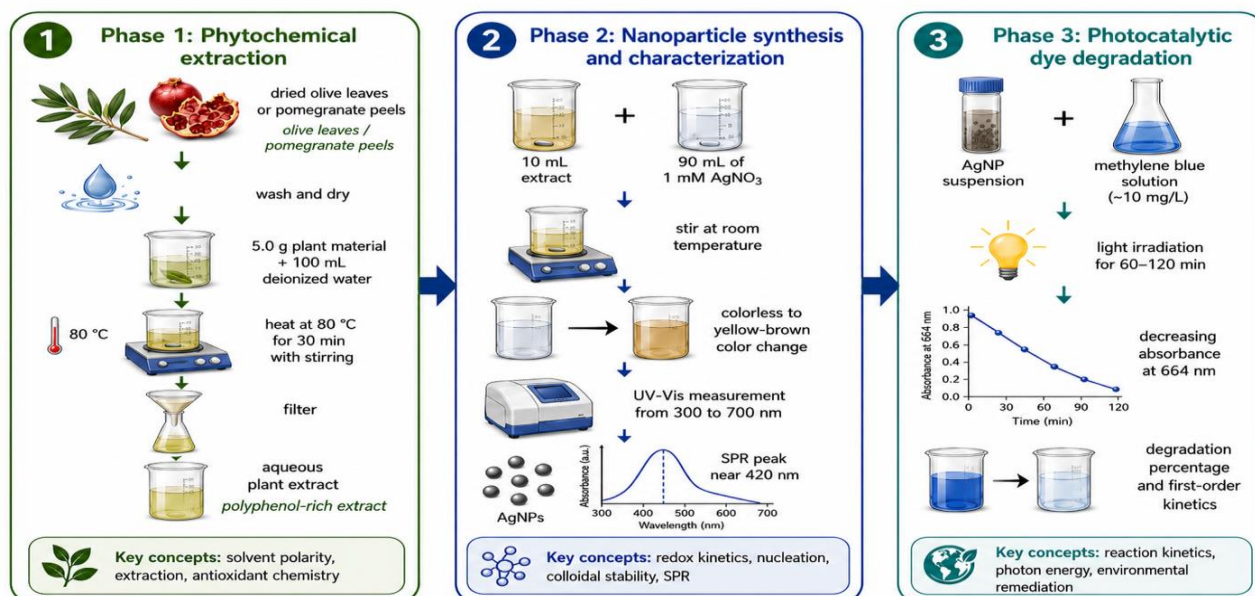 1
Phase 1: Phytochemical
extraction
dried olive leaves
or pomegranate peels
olive leaves /
pomegranate peels
wash and dry
5.0 g plant material
+ 100 mL
deionized water
80 °C
heat at 80 °C
for 30 min
with stirring
filter
aqueous
plant extract
polyphenol-rich extract
Key concepts: solvent polarity,
extraction, antioxidant chemistry
2
Phase 2: Nanoparticle synthesis
and characterization
+
10 mL
extract
90 mL of
1 mM AgNO₃
stir at room
temperature
colorless to
yellow-brown
color change
UV-Vis measurement
from 300 to 700 nm
AgNPs
Absorbance (a.u.)
SPR peak
near 420 nm
300 400 500 600 700
Wavelength (nm)
Key concepts: redox kinetics, nucleation,
colloidal stability, SPR
3
Phase 3: Photocatalytic
dye degradation
+
AgNP
suspension
methylene blue
solution
(~10 mg/L)
light irradiation
for 60–120 min
Absorbance at 664 nm
1.0
0.8
0.6
0.4
0.2
0.0
0 30 60 90 120
Time (min)
decreasing
absorbance
at 664 nm
degradation
percentage
and first-order
kinetics
Key concepts: reaction kinetics,
photon energy, environmental
remediation